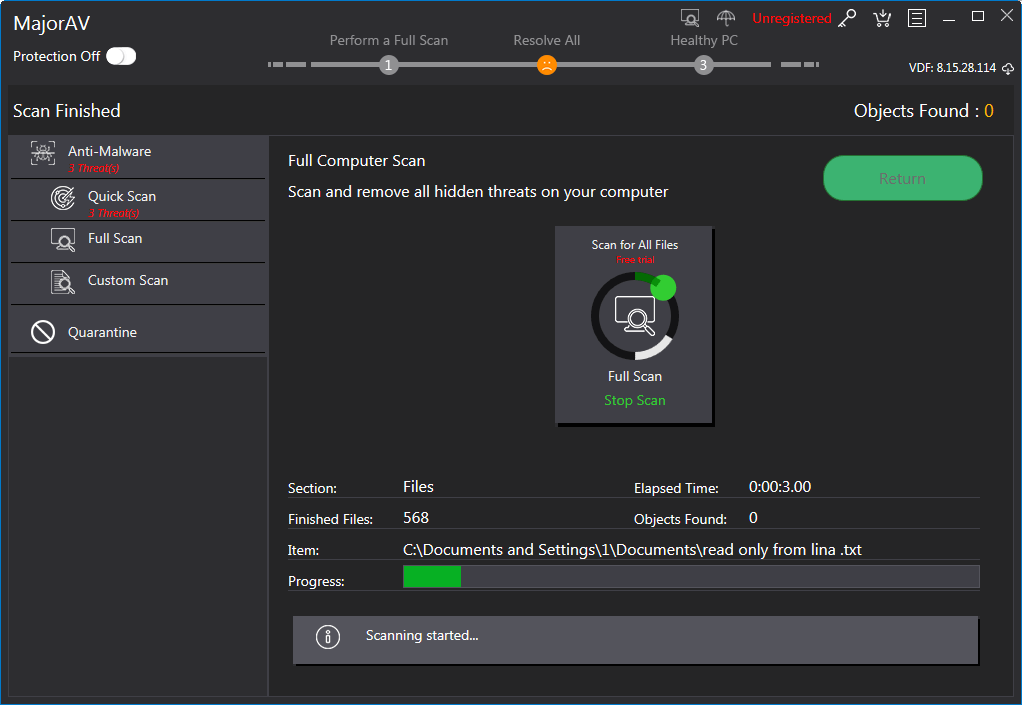 MajorAV
Unregistered
Protection Off
Perform a Full Scan
Resolve All
Healthy PC
1
3
VDF: 8.15.28.114
Scan Finished
Objects Found : 0
Anti-Malware
3 Threat(s)
Quick Scan
3 Threat(s)
Full Scan
Custom Scan
Quarantine
Full Computer Scan
Return
Scan and remove all hidden threats on your computer
Scan for All Files
Free trial
Full Scan
Stop Scan
Section: Files
Elapsed Time: 0:00:3.00
Finished Files: 568
Objects Found: 0
Item: C:\Documents and Settings\1\Documents\read only from lina .txt
Progress:
Scanning started...